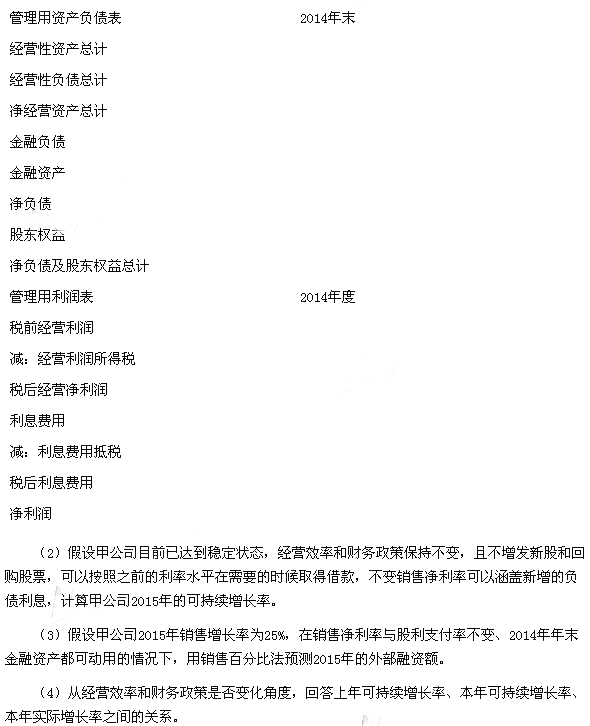 管理用资产负债表 2014年末
经营性资产总计
经营性负债总计
净经营资产总计
金融负债
金融资产
净负债
股东权益
净负债及股东权益总计
管理用利润表 2014年度
税前经营利润
减：经营利润所得税
税后经营净利润
利息费用
减：利息费用抵税
税后利息费用
净利润
（2）假设甲公司目前已达到稳定状态，经营效率和财务政策保持不变，且不增发新股和回
购股票，可以按照之前的利率水平在需要的时候取得借款，不变销售净利率可以涵盖新增的负
债利息，计算甲公司2015年的可持续增长率。
（3）假设甲公司2015年销售增长率为25%，在销售净利率与股利支付率不变、2014年年末
金融资产都可动用的情况下，用销售百分比法预测2015年的外部融资额。
（4）从经营效率和财务政策是否变化角度，回答上年可持续增长率、本年可持续增长率、
本年实际增长率之间的关系。